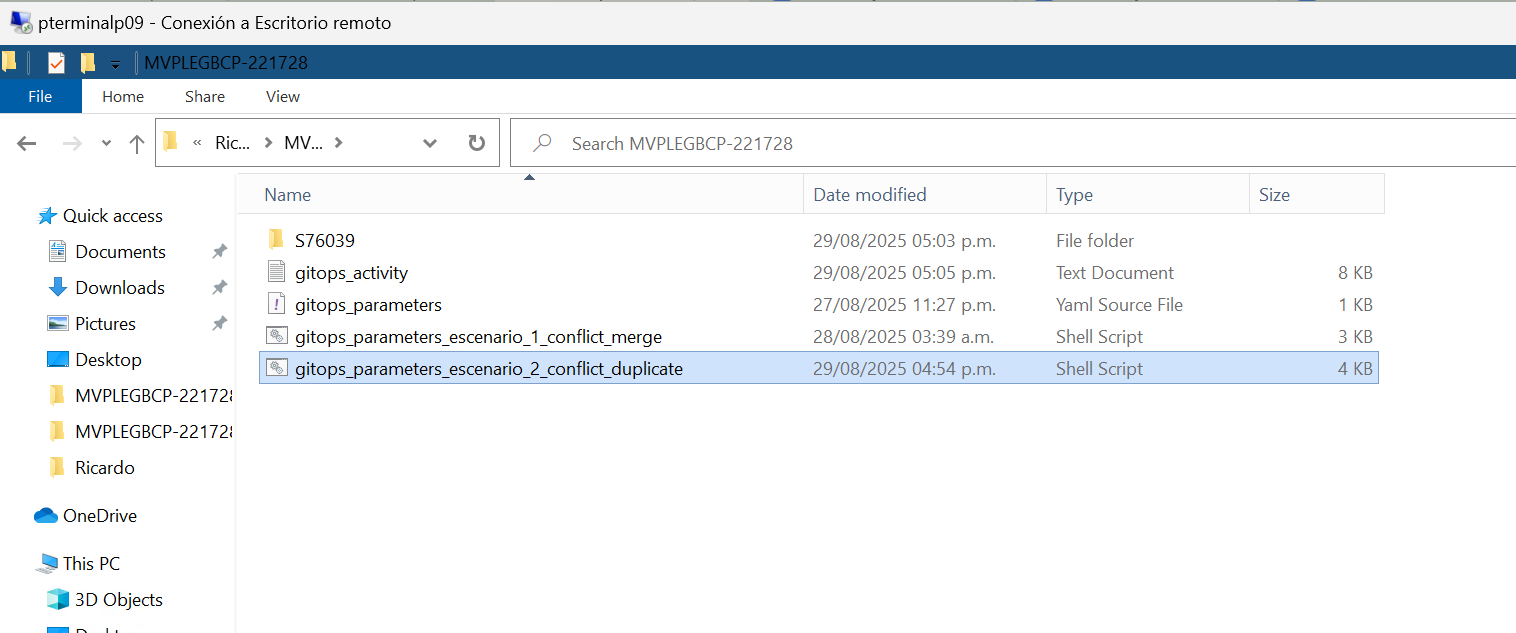 pterminalp09 - Conexión a Escritorio remoto
MVPLEGBCP-221728
File Home Share View
« Ric... MV... Search MVPLEGBCP-221728
Name Date modified Type Size
Quick access
Documents
Downloads
Pictures
Desktop
MVPLEGBCP-22172
MVPLEGBCP-22172
Ricardo
OneDrive
This PC
3D Objects
S76039 29/08/2025 05:03 p.m. File folder
gitops_activity 29/08/2025 05:05 p.m. Text Document 8 KB
gitops_parameters 27/08/2025 11:27 p.m. Yaml Source File 1 KB
gitops_parameters_escenario_1_conflict_merge 28/08/2025 03:39 a.m. Shell Script 3 KB
gitops_parameters_escenario_2_conflict_duplicate 29/08/2025 04:54 p.m. Shell Script 4 KB